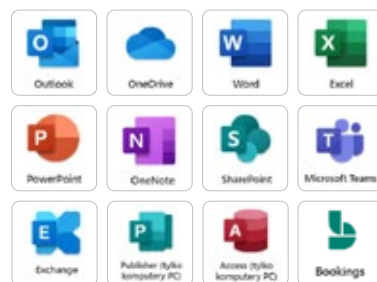 O
Outlook
OneDrive
W
Word
X
Excel
P
PowerPoint
N
OneNote
S
SharePoint
T
Microsoft Teams
E
Exchange
P
Publisher (tylko
komputery PC)
A
Access (tylko
komputery PC)
Bookings